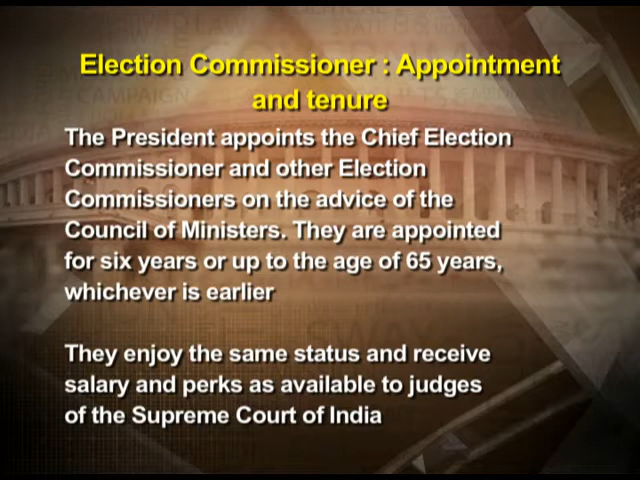 Election Commissioner : Appointment
and tenure
The President appoints the Chief Election
Commissioner and other Election
Commissioners on the advice of the
Council of Ministers. They are appointed
for six years or up to the age of 65 years,
whichever is earlier
They enjoy the same status and receive
salary and perks as available to judges
of the Supreme Court of India